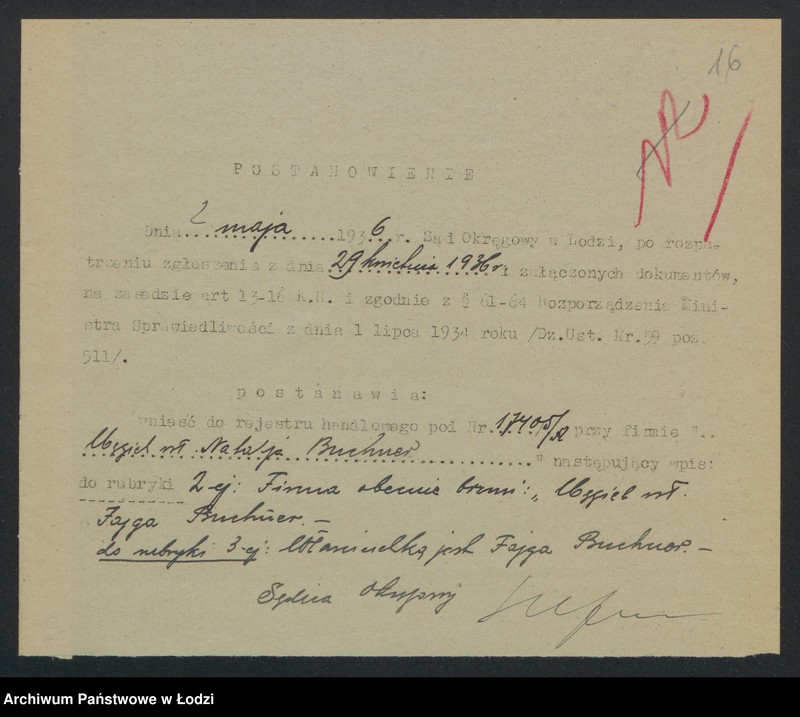 16
POSTANOWIENIE
Dnia 2 maja 1936 r. Sąd Okręgowy w Łodzi, po rozpa-
trzeniu zgłoszenia z dnia 29 kwietnia 1936 r i załączonych dokumentów,
na zasadzie art 13-16 K.H. i zgodnie z § 61-64 Rozporządzenia Mini-
stra Sprawiedliwości z dnia 1 lipca 1934 roku /Dz.Ust. Nr.59 poz.
511/.
postanawia:
wnieść do rejestru handlowego pod Nr. 17405/A przy firmie "..
Węgiel wł Natalja Buchner" następujący wpis:
do rubryki 2-ej: Firma obecnie brzmi: „Węgiel wł.
Fajga Buchner. —
do rubryki 3-ej: Właścicielką jest Fajga Buchner. —
Sędzia Okręgowy
Archiwum Państwowe w Łodzi